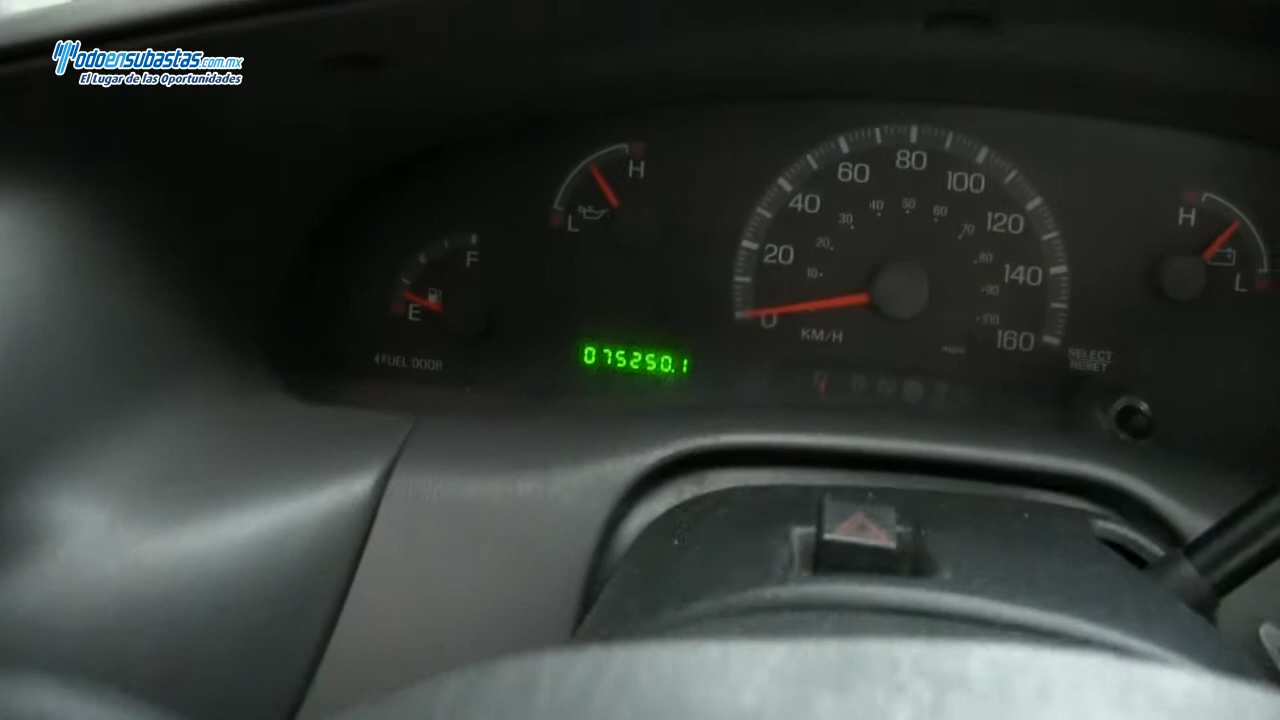 Todoensubastas.com.mx
El Lugar de las Oportunidades
H
L
F
E
FUEL DOOR
075250.1
0 20 40 60 80 100 120 140 160
10 20 30 40 50 60 70 80 90 100
KM/H
mph
H
L
SELECT
RESET